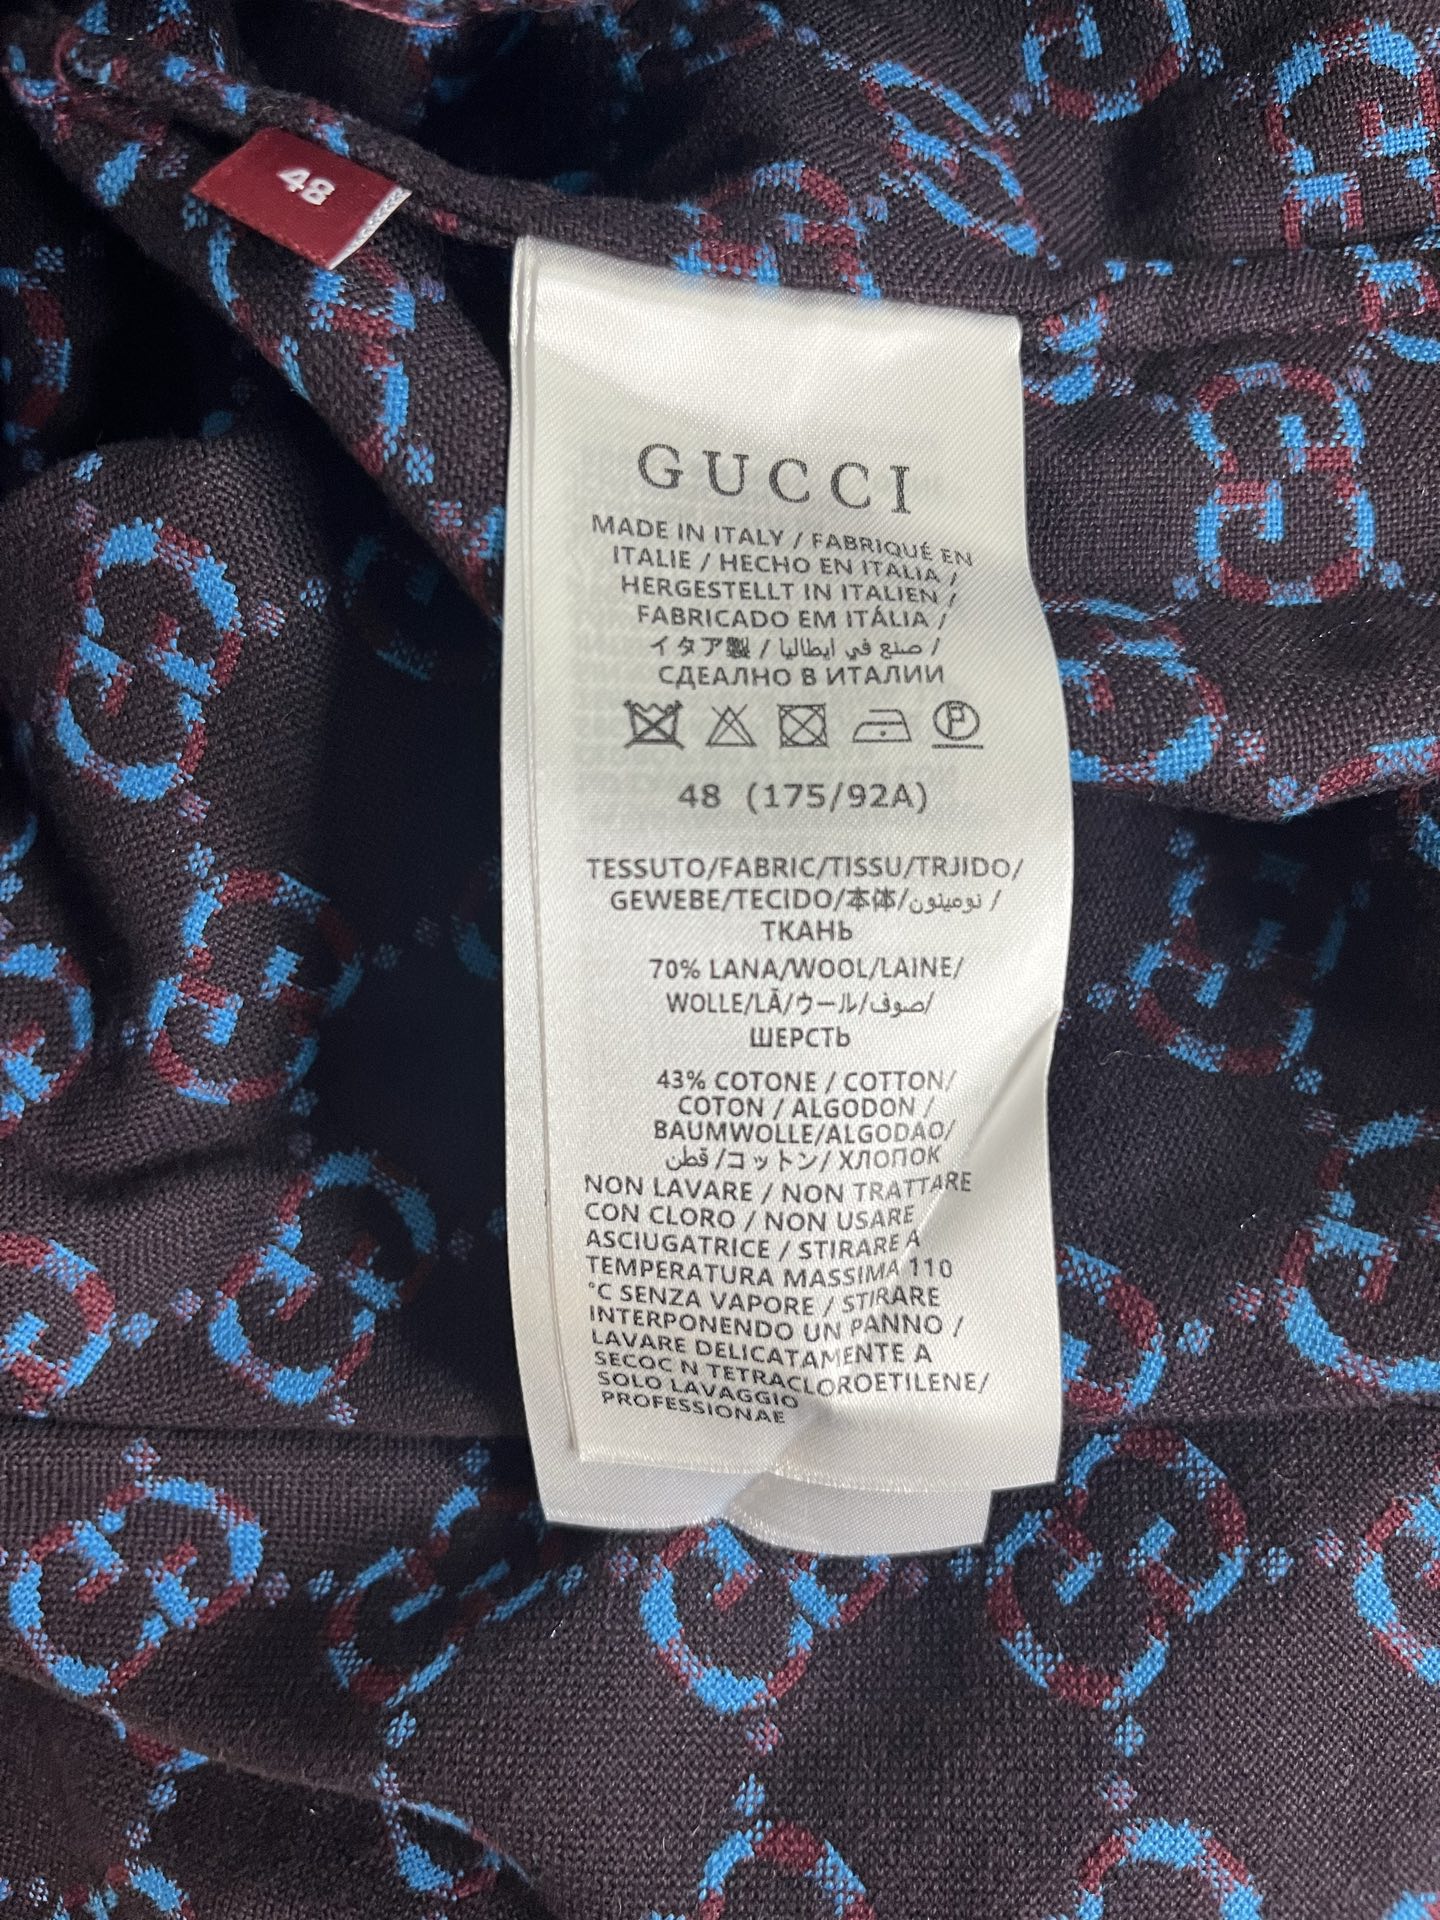 48
GUCCI
MADE IN ITALY / FABRIQUÉ EN
ITALIE / HECHO EN ITALIA /
HERGESTELLT IN ITALIEN /
FABRICADO EM ITÁLIA /
イタア製 / صنع في ايطاليا /
СДЕАЛНО В ИТАЛИИ
P
48 (175/92A)
TESSUTO/FABRIC/TISSU/TRJIDO/
GEWEBE/TECIDO/本体/نومينون /
ТКАНЬ
70% LANA/WOOL/LAINE/
WOLLE/LÃ/ウール/صوف/
ШЕРСТЬ
43% COTONE / COTTON/
COTON / ALGODON /
BAUMWOLLE/ALGODAO/
قطن /コットン/ ХЛОПОК
NON LAVARE / NON TRATTARE
CON CLORO / NON USARE
ASCIUGATRICE / STIRARE A
TEMPERATURA MASSIMA 110
°C SENZA VAPORE / STIRARE
INTERPONENDO UN PANNO /
LAVARE DELICATAMENTE A
SECOC N TETRACLOROETILENE/
SOLO LAVAGGIO
PROFESSIONAE